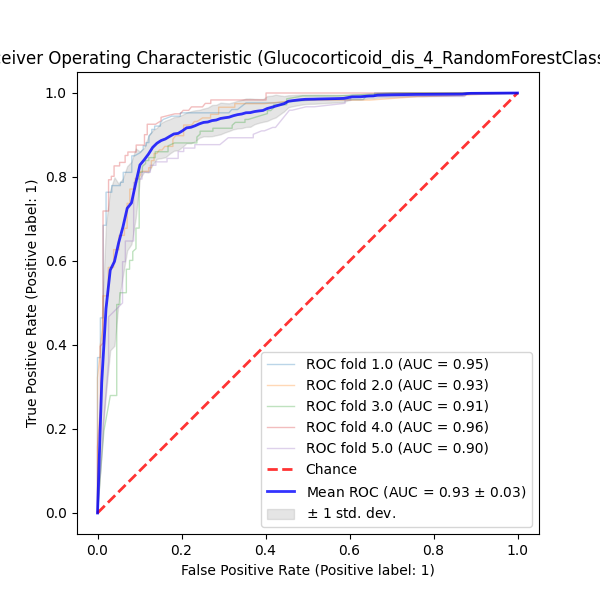 eiver Operating Characteristic (Glucocorticoid_dis_4_RandomForestClass
1.0
0.8
0.6
0.4
0.2
0.0
True Positive Rate (Positive label: 1)
ROC fold 1.0 (AUC = 0.95)
ROC fold 2.0 (AUC = 0.93)
ROC fold 3.0 (AUC = 0.91)
ROC fold 4.0 (AUC = 0.96)
ROC fold 5.0 (AUC = 0.90)
Chance
Mean ROC (AUC = 0.93 ± 0.03)
± 1 std. dev.
0.0 0.2 0.4 0.6 0.8 1.0
False Positive Rate (Positive label: 1)